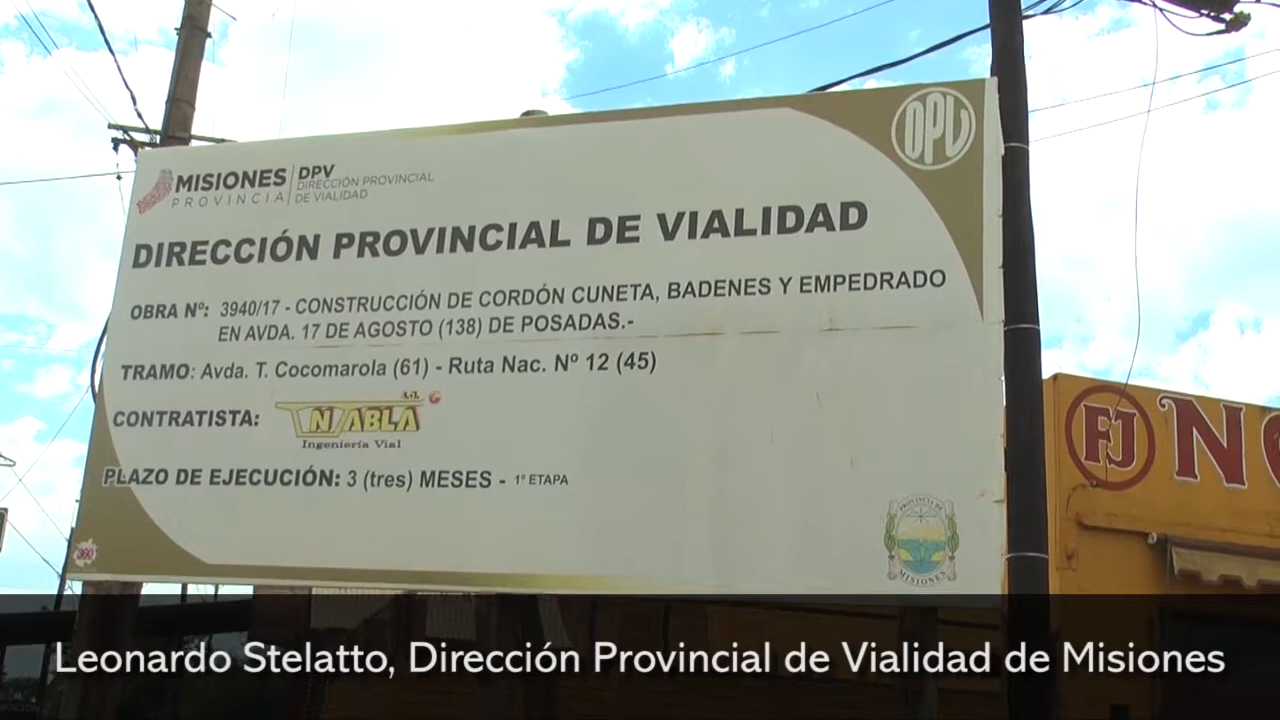 DPV
MISIONES
PROVINCIA
DPV
DIRECCIÓN PROVINCIAL
DE VIALIDAD
DIRECCIÓN PROVINCIAL DE VIALIDAD
OBRA Nº: 3940/17 - CONSTRUCCIÓN DE CORDÓN CUNETA, BADENES Y EMPEDRADO
EN AVDA. 17 DE AGOSTO (138) DE POSADAS.-
TRAMO: Avda. T. Cocomarola (61) - Ruta Nac. Nº 12 (45)
CONTRATISTA:
Ingeniería Vial
PLAZO DE EJECUCIÓN: 3 (tres) MESES - 1º ETAPA
360
PROVINCIA DE
MISIONES
Leonardo Stelatto, Dirección Provincial de Vialidad de Misiones